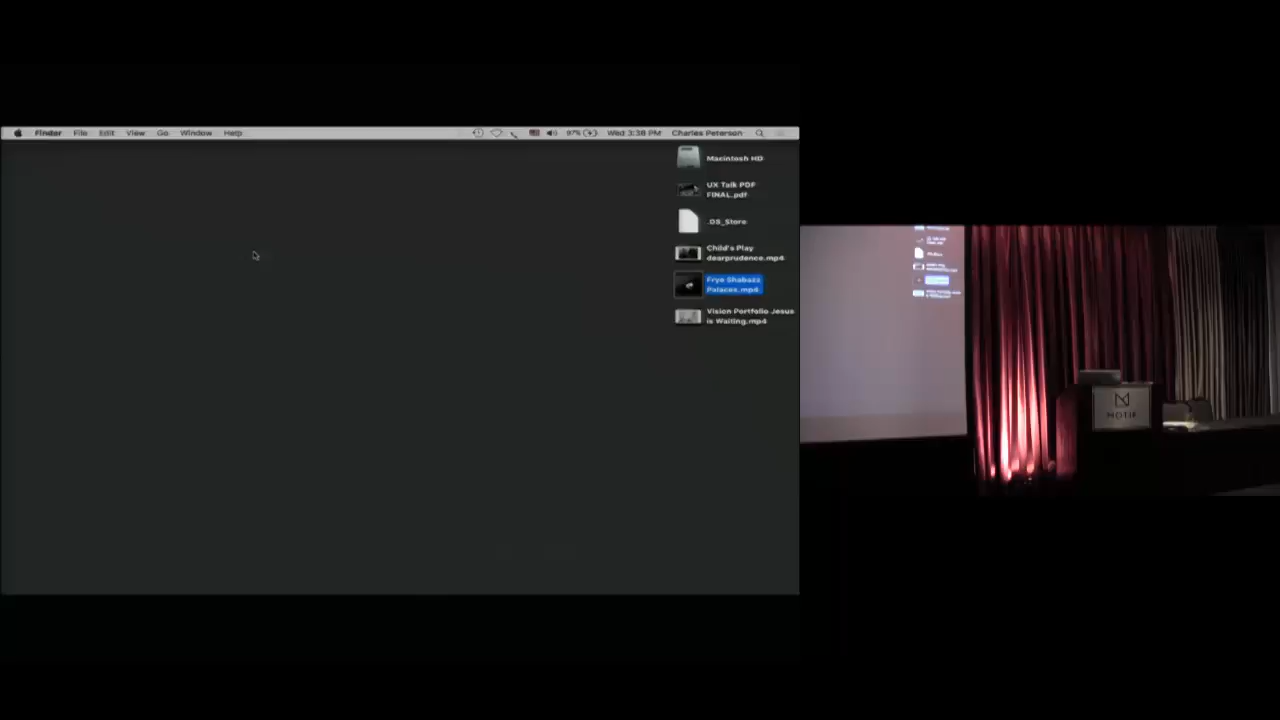 Finder File Edit View Go Window Help 97% Wed 3:38 PM Charles Peterson
Macintosh HD
UX Talk PDF
FINAL.pdf
.DS_Store
Child's Play
dearprudence.mp4
Frye Shabazz
Palaces.mp4
Vision Portfolio Jesus
is Waiting.mp4
MOTIF